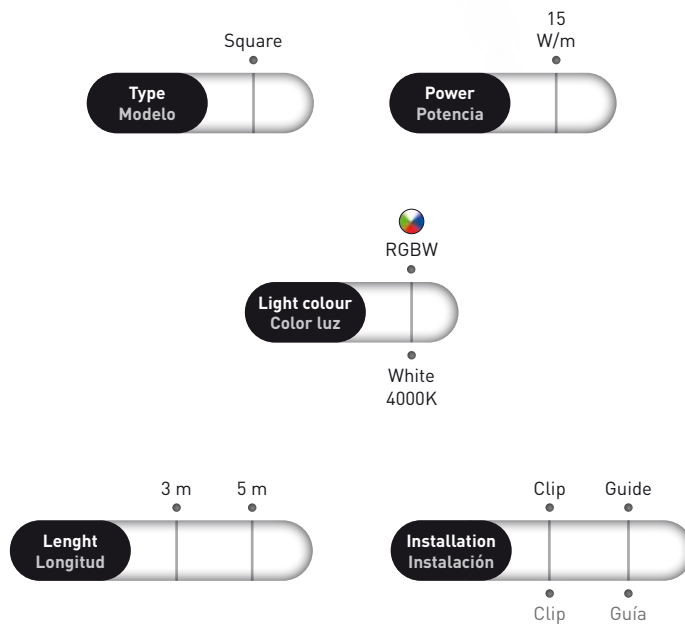 Square
Type
Modelo
15
W/m
Power
Potencia
RGBW
Light colour
Color luz
White
4000K
3 m
5 m
Lenght
Longitud
Clip
Guide
Installation
Instalación
Clip
Guía